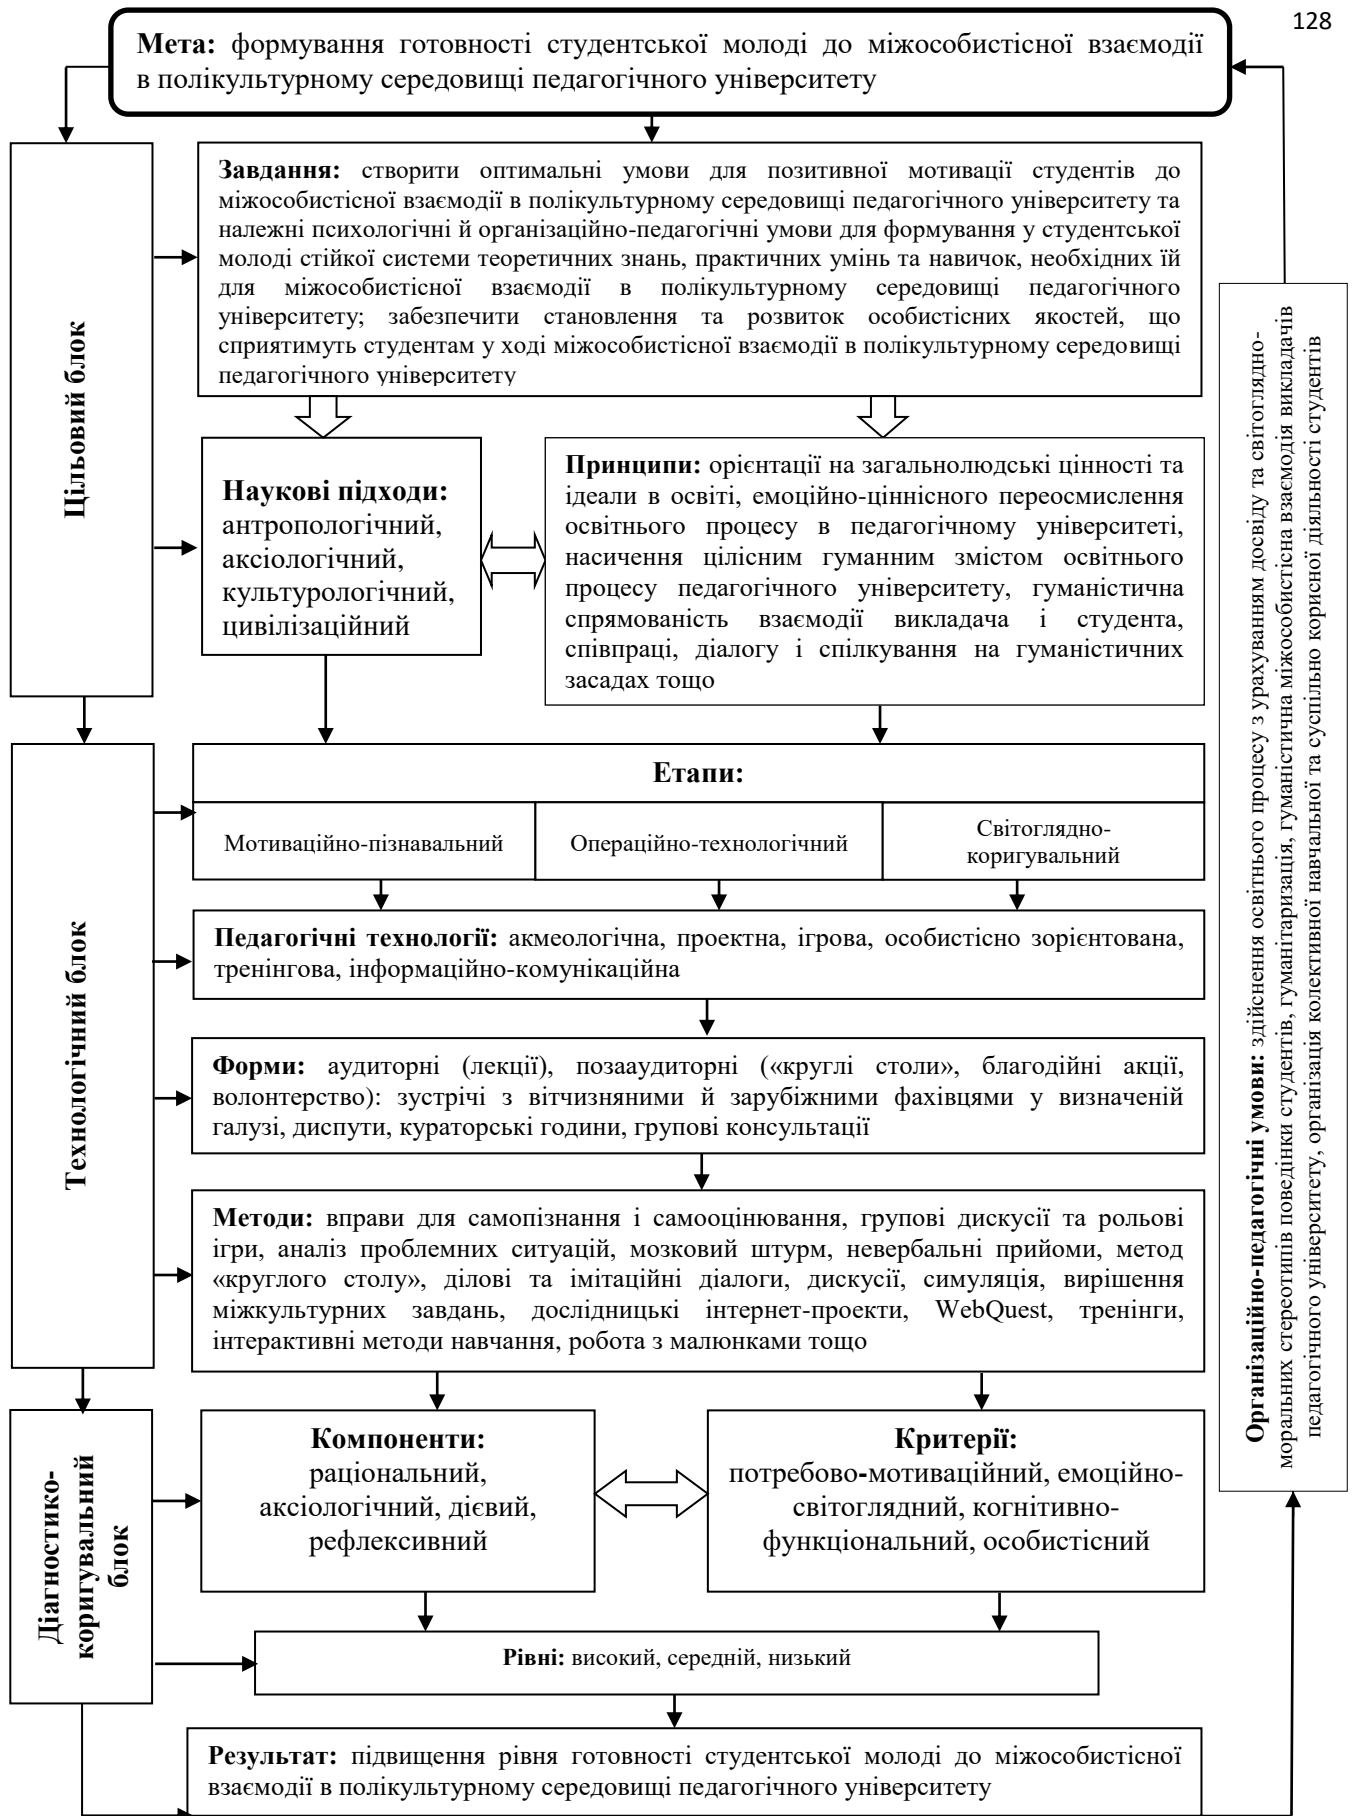 128
Мета: формування готовності студентської молоді до міжособистісної взаємодії
в полікультурному середовищі педагогічного університету
Цільовий блок
Завдання: створити оптимальні умови для позитивної мотивації студентів до
міжособистісної взаємодії в полікультурному середовищі педагогічного університету та
належні психологічні й організаційно-педагогічні умови для формування у студентської
молоді стійкої системи теоретичних знань, практичних умінь та навичок, необхідних їй
для міжособистісної взаємодії в полікультурному середовищі педагогічного
університету; забезпечити становлення та розвиток особистісних якостей, що
сприятимуть студентам у ході міжособистісної взаємодії в полікультурному середовищі
педагогічного університету
Наукові підходи:
антропологічний,
аксіологічний,
культурологічний,
цивілізаційний
Принципи: орієнтації на загальнолюдські цінності та
ідеали в освіті, емоційно-ціннісного переосмислення
освітнього процесу в педагогічному університеті,
насичення цілісним гуманним змістом освітнього
процесу педагогічного університету, гуманістична
спрямованість взаємодії викладача і студента,
співпраці, діалогу і спілкування на гуманістичних
засадах тощо
Технологічний блок
Етапи:
Мотиваційно-пізнавальний
Операційно-технологічний
Світоглядно-
коригувальний
Педагогічні технології: акмеологічна, проектна, ігрова, особистісно зорієнтована,
тренінгова, інформаційно-комунікаційна
Форми: аудиторні (лекції), позааудиторні («круглі столи», благодійні акції,
волонтерство): зустрічі з вітчизняними й зарубіжними фахівцями у визначеній
галузі, диспути, кураторські години, групові консультації
Методи: вправи для самопізнання і самооцінювання, групові дискусії та рольові
ігри, аналіз проблемних ситуацій, мозковий штурм, невербальні прийоми, метод
«круглого столу», ділові та імітаційні діалоги, дискусії, симуляція, вирішення
міжкультурних завдань, дослідницькі інтернет-проекти, WebQuest, тренінги,
інтерактивні методи навчання, робота з малюнками тощо
Діагностико-
коригувальний
блок
Компоненти:
раціональний,
аксіологічний, дієвий,
рефлексивний
Критерії:
потребово-мотиваційний, емоційно-
світоглядний, когнітивно-
функціональний, особистісний
Рівні: високий, середній, низький
Результат: підвищення рівня готовності студентської молоді до міжособистісної
взаємодії в полікультурному середовищі педагогічного університету
Організаційно-педагогічні умови: здійснення освітнього процесу з урахуванням досвіду та світоглядно-
моральних стереотипів поведінки студентів, гуманітаризація, гуманістична міжособистісна взаємодія викладачів
педагогічного університету, організація колективної навчальної та суспільно корисної діяльності студентів